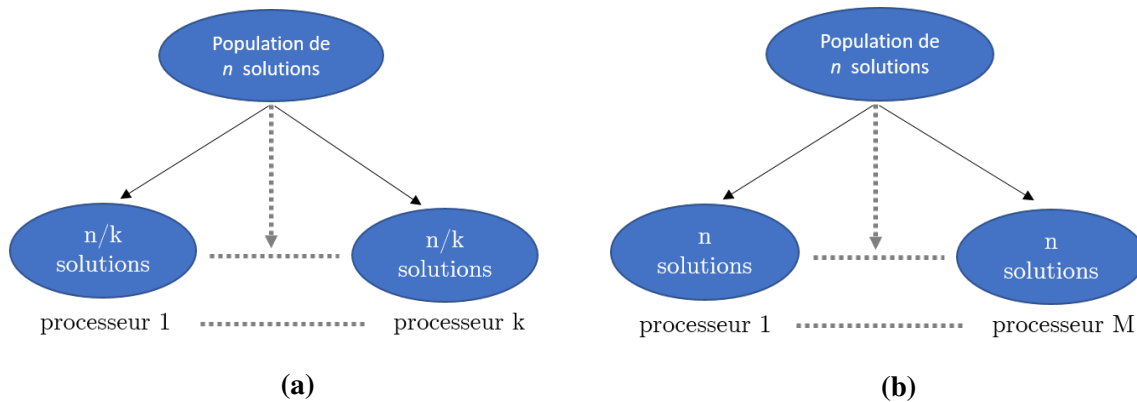 Population de
n solutions
n/k
solutions
n/k
solutions
processeur 1
processeur k
(a)
Population de
n solutions
n
solutions
n
solutions
processeur 1
processeur M
(b)